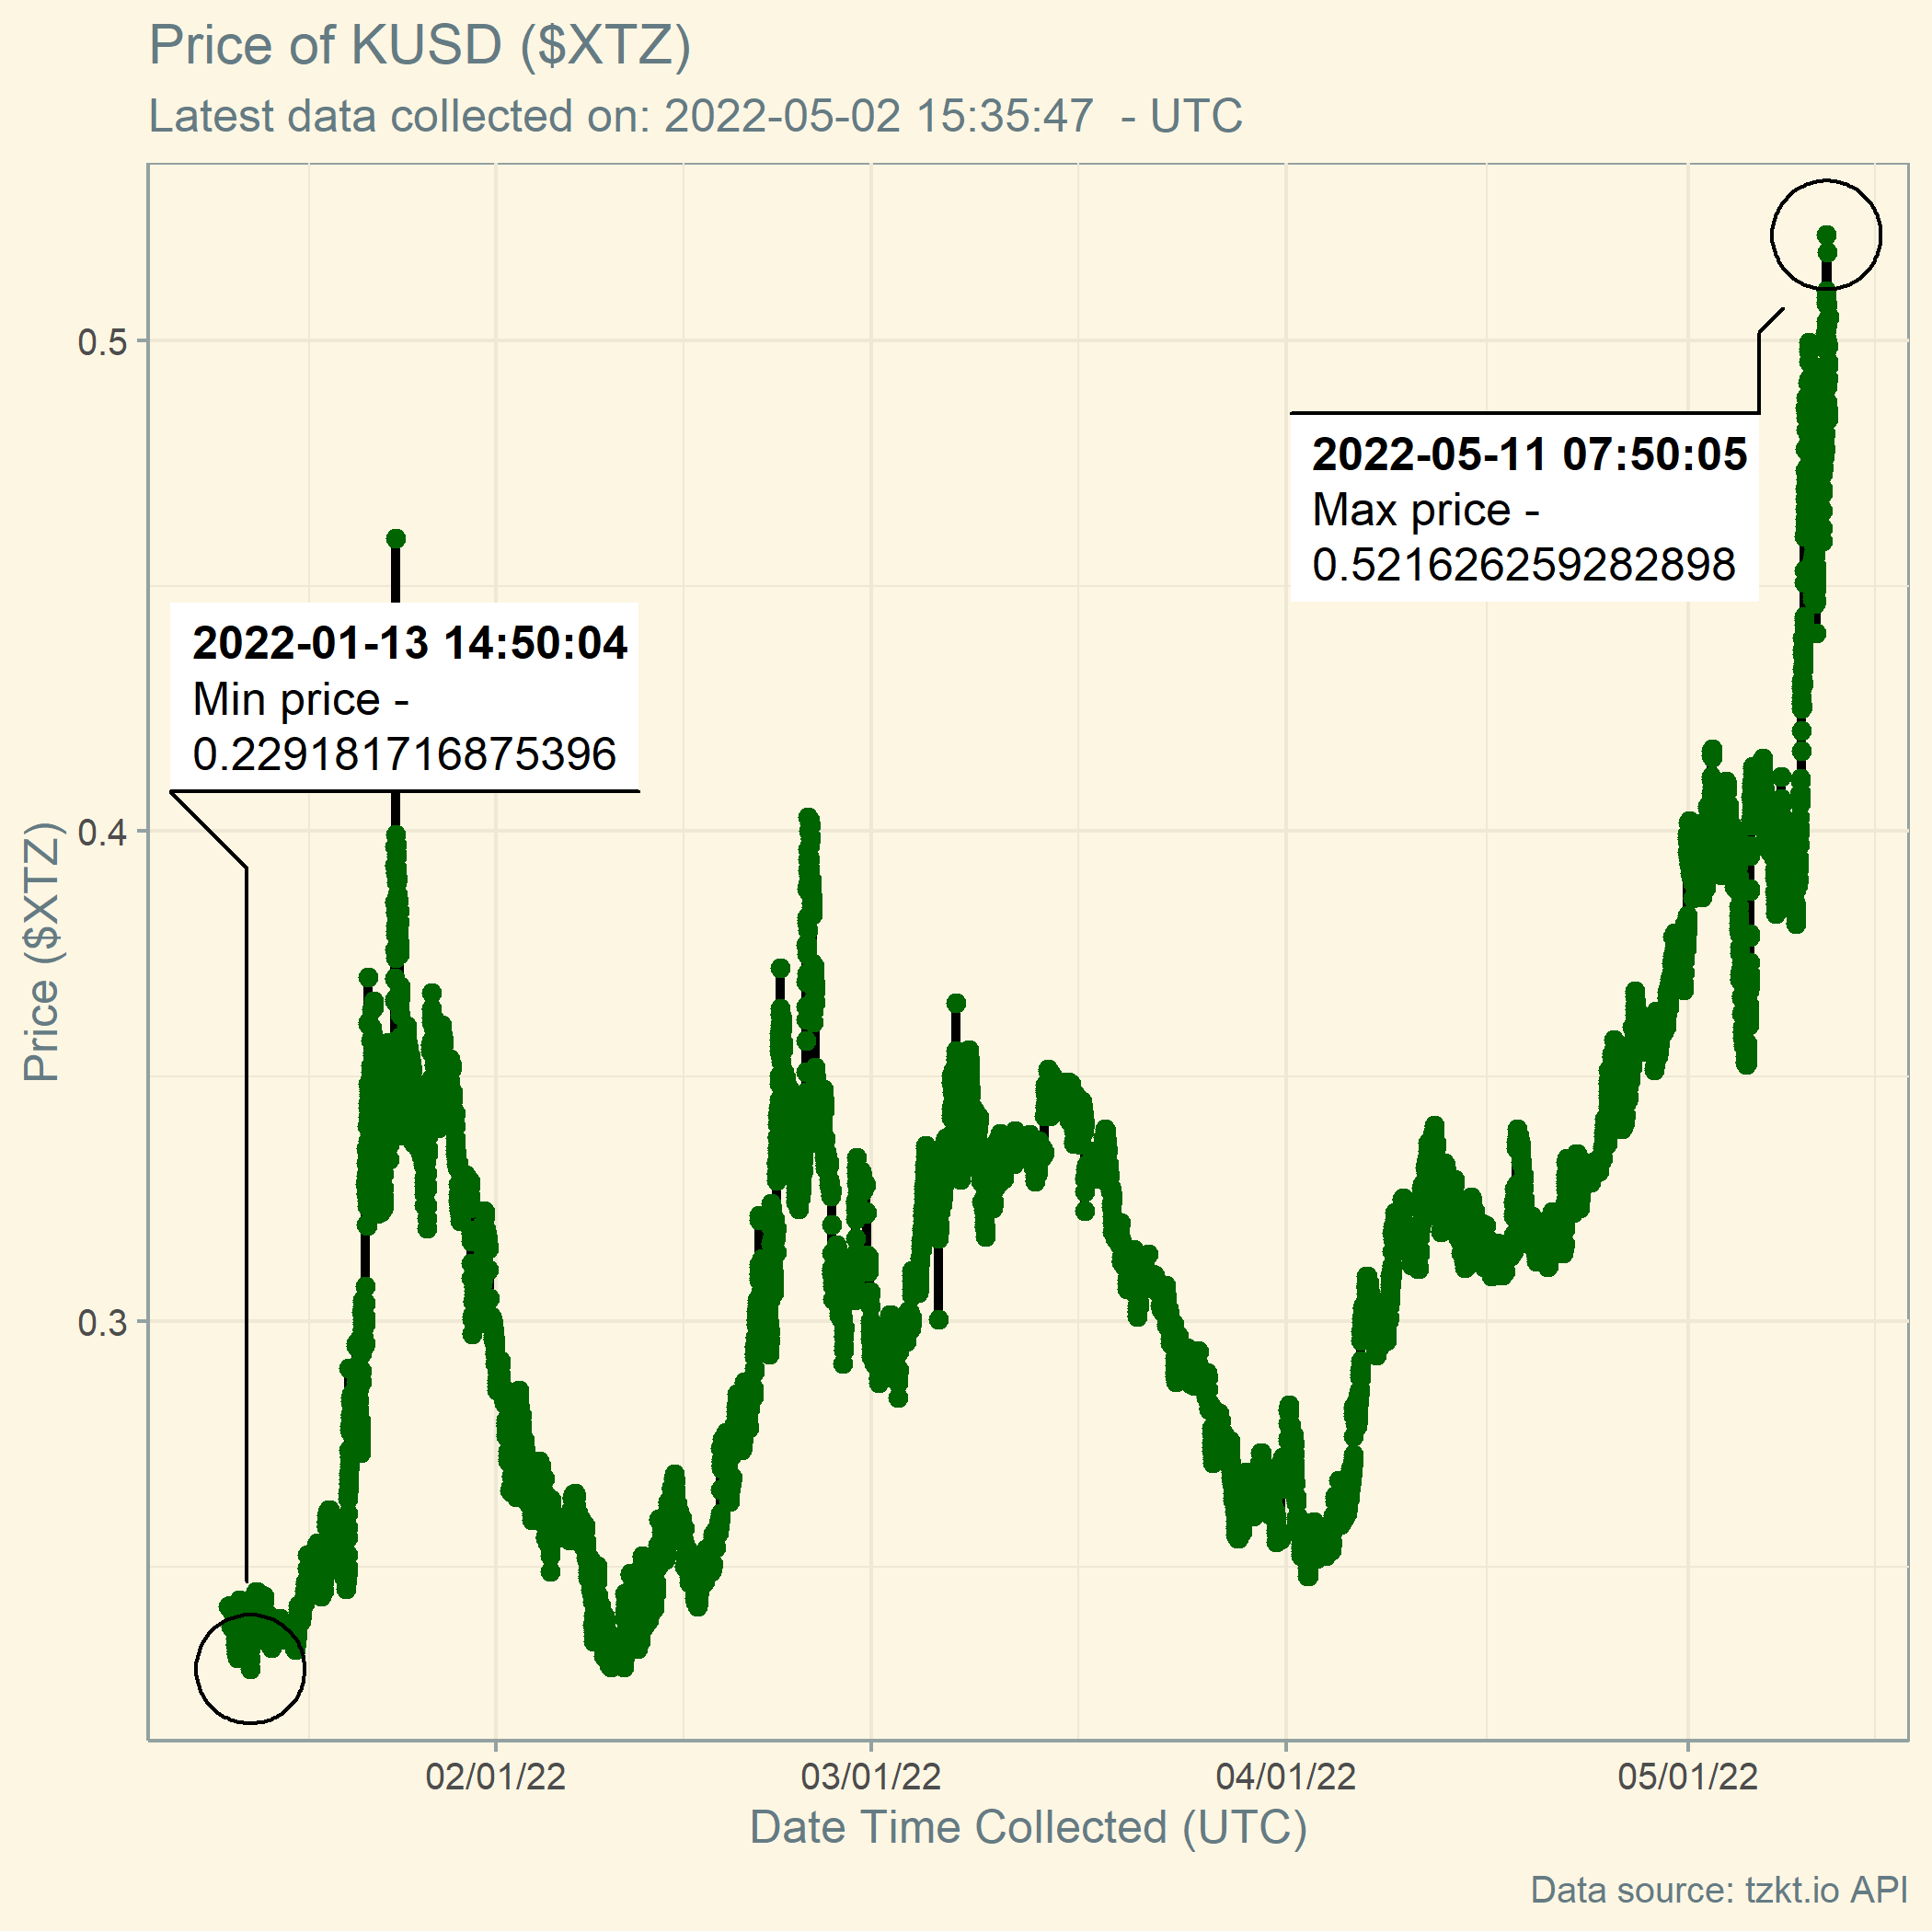 Price of KUSD ($XTZ)
Latest data collected on: 2022-05-02 15:35:47  - UTC
0.5
0.4
0.3
Price ($XTZ)
2022-05-11 07:50:05
Max price -
0.521626259282898
2022-01-13 14:50:04
Min price -
0.229181716875396
02/01/22
03/01/22
04/01/22
05/01/22
Date Time Collected (UTC)
Data source: tzkt.io API